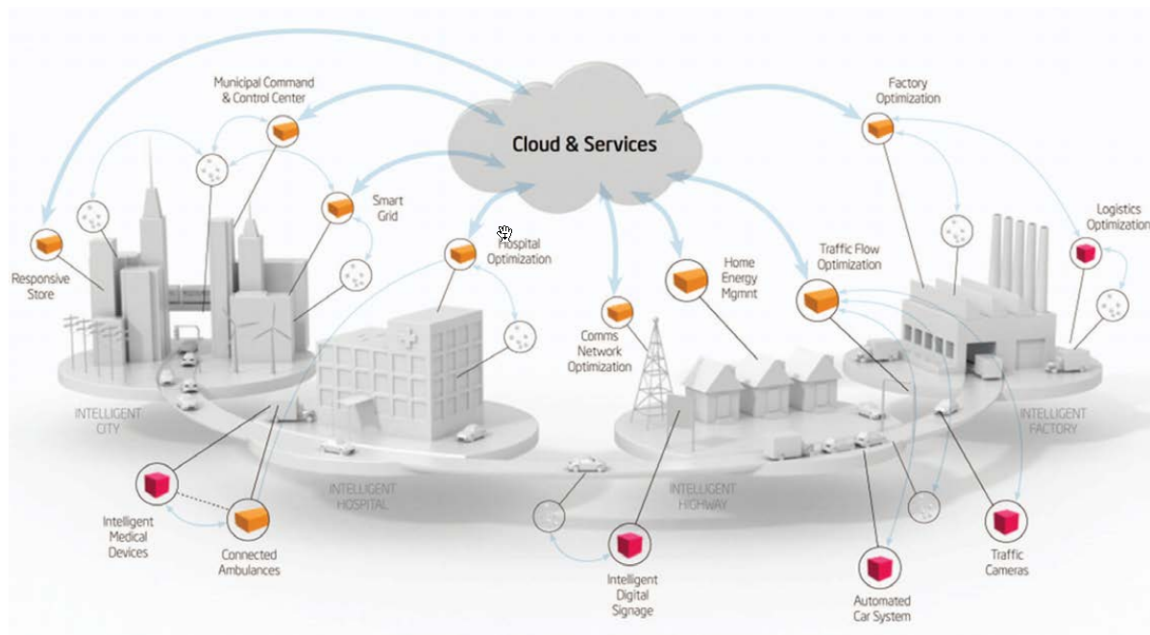 Municipal Command
& Control Center
Cloud & Services
Factory
Optimization
Smart
Grid
Logistics
Optimization
Responsive
Store
Hospital
Optimization
Home
Energy
Mgmnt
Traffic Flow
Optimization
Comms
Network
Optimization
INTELLIGENT
CITY
INTELLIGENT
FACTORY
INTELLIGENT
HOSPITAL
INTELLIGENT
HIGHWAY
Intelligent
Medical
Devices
Connected
Ambulances
Intelligent
Digital
Signage
Automated
Car System
Traffic
Cameras